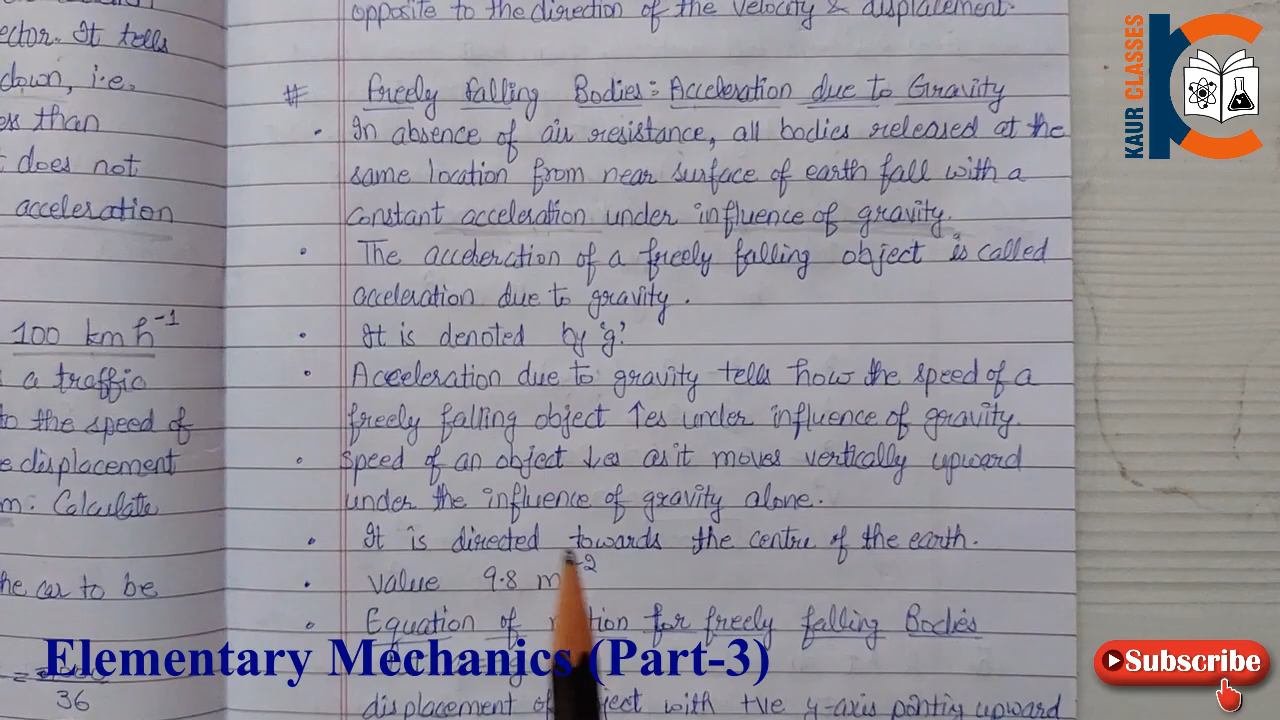 opposite to the direction of the velocity & displacement.
ector. It tells
down, i.e.
ess than
t does not
acceleration
100 km h⁻¹
a traffic
to the speed of
e displacement
m. Calculate
he car to be
=
36
# Freely falling Bodies: Acceleration due to Gravity
• In absence of air resistance, all bodies released at the
same location from near surface of earth fall with a
constant acceleration under influence of gravity.
• The acceleration of a freely falling object is called
acceleration due to gravity.
• It is denoted by 'g'
• Acceleration due to gravity tells how the speed of a
freely falling object ↑es under influence of gravity.
• speed of an object ↓es as it moves vertically upward
under the influence of gravity alone.
• It is directed towards the centre of the earth.
• value 9.8 m -2
• Equation of motion for freely falling Bodies
displacement of object with +ve y-axis pointiy upward
KAUR CLASSES
Elementary Mechanics (Part-3)
Subscribe